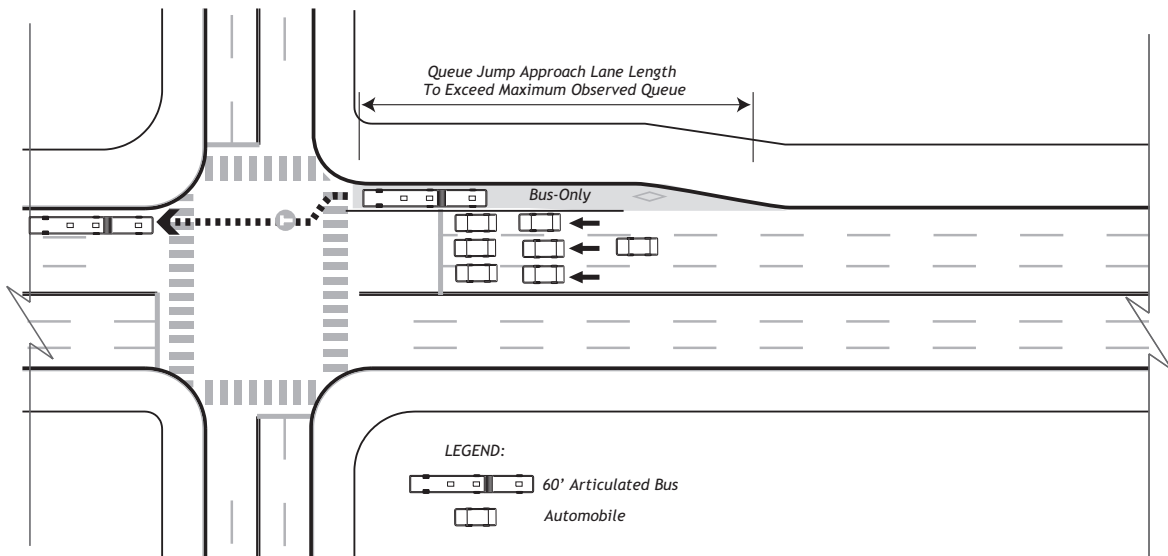 Queue Jump Approach Lane Length
To Exceed Maximum Observed Queue
Bus-Only
T
LEGEND:
60’ Articulated Bus
Automobile